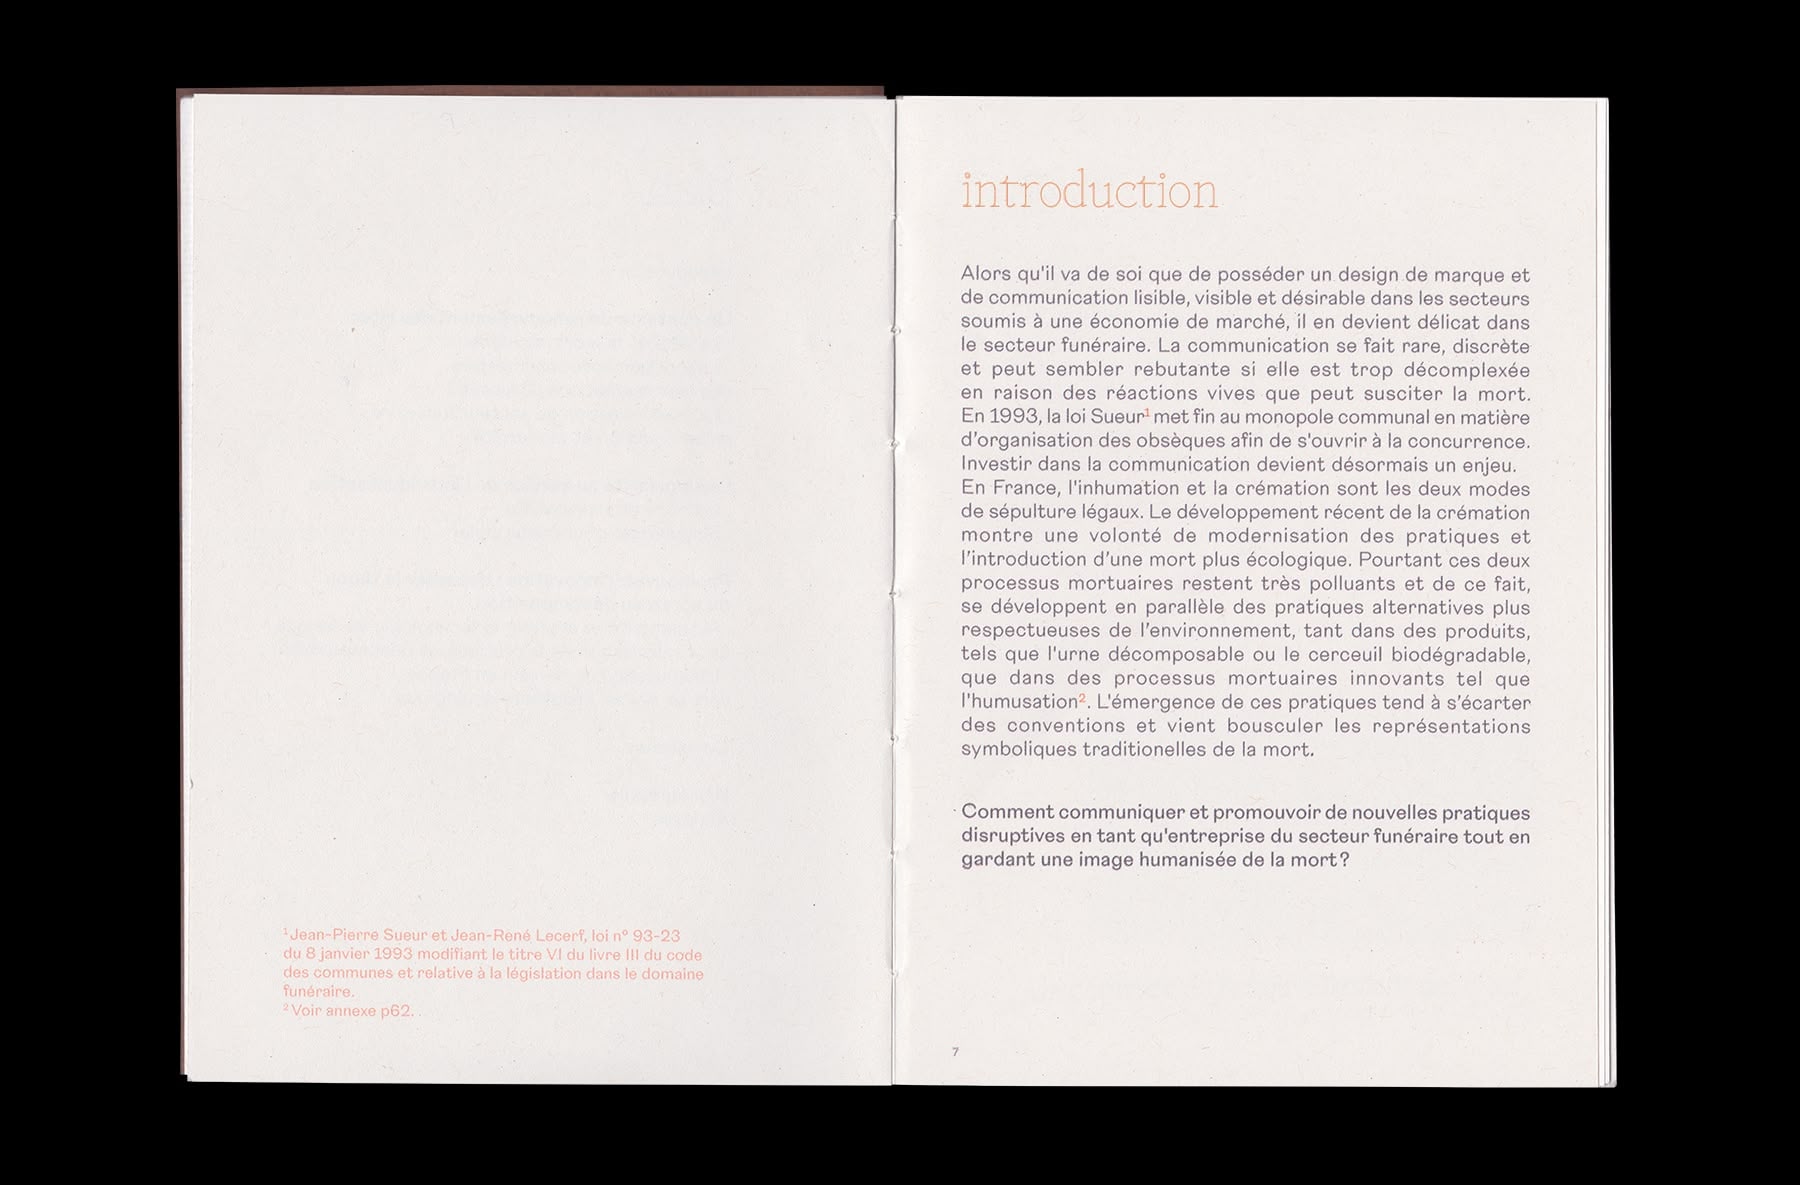 ¹ Jean-Pierre Sueur et Jean-René Lecerf, loi n° 93-23
du 8 janvier 1993 modifiant le titre VI du livre III du code
des communes et relative à la législation dans le domaine
funéraire.
² Voir annexe p62. .
introduction
Alors qu'il va de soi que de posséder un design de marque et
de communication lisible, visible et désirable dans les secteurs
soumis à une économie de marché, il en devient délicat dans
le secteur funéraire. La communication se fait rare, discrète
et peut sembler rebutante si elle est trop décomplexée
en raison des réactions vives que peut susciter la mort.
En 1993, la loi Sueur¹ met fin au monopole communal en matière
d’organisation des obsèques afin de s'ouvrir à la concurrence.
Investir dans la communication devient désormais un enjeu.
En France, l'inhumation et la crémation sont les deux modes
de sépulture légaux. Le développement récent de la crémation
montre une volonté de modernisation des pratiques et
l’introduction d’une mort plus écologique. Pourtant ces deux
processus mortuaires restent très polluants et de ce fait,
se développent en parallèle des pratiques alternatives plus
respectueuses de l’environnement, tant dans des produits,
tels que l'urne décomposable ou le cerceuil biodégradable,
que dans des processus mortuaires innovants tel que
l'humusation². L'émergence de ces pratiques tend à s’écarter
des conventions et vient bousculer les représentations
symboliques traditionelles de la mort.
Comment communiquer et promouvoir de nouvelles pratiques
disruptives en tant qu'entreprise du secteur funéraire tout en
gardant une image humanisée de la mort ?
7